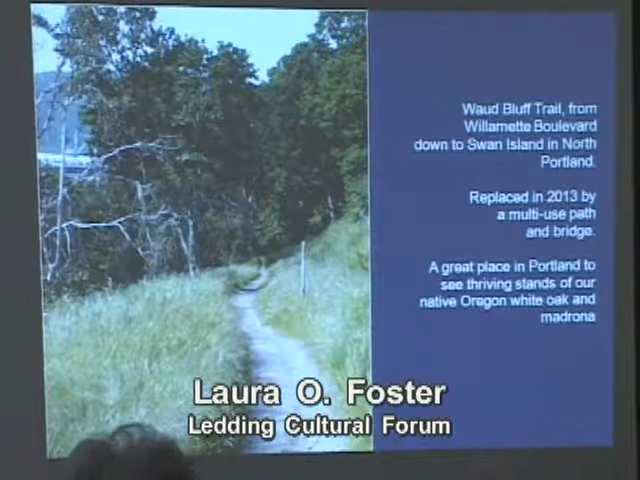 Waud Bluff Trail, from
Willamette Boulevard
down to Swan Island in North
Portland.
Replaced in 2013 by
a multi-use path
and bridge.
A great place in Portland to
see thriving stands of our
native Oregon white oak and
madrona
Laura O. Foster
Ledding Cultural Forum